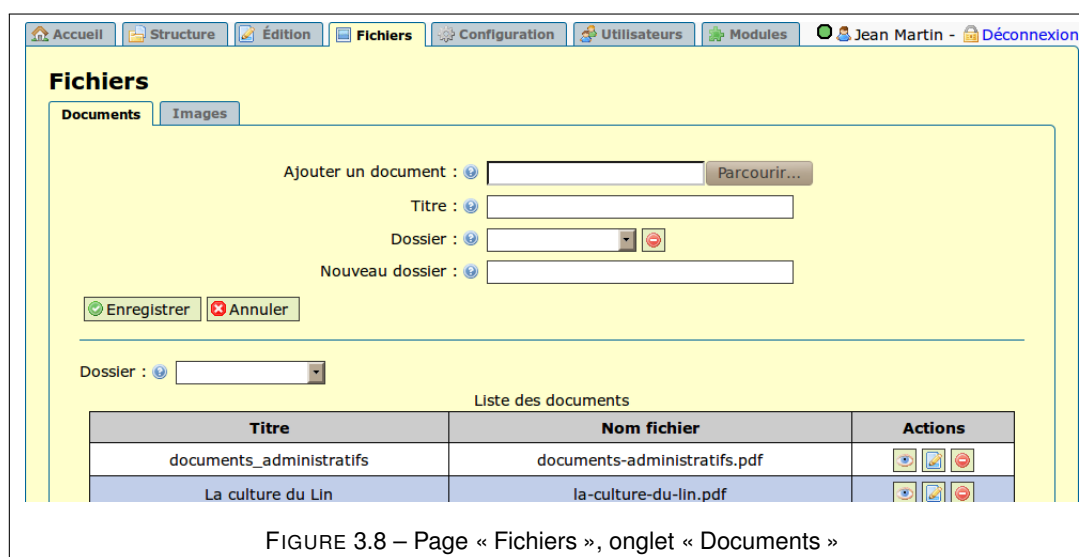 Accueil Structure Édition Fichiers Configuration Utilisateurs Modules Jean Martin - Déconnexion
Fichiers
Documents Images
Ajouter un document : Parcourir...
Titre :
Dossier :
Nouveau dossier :
Enregistrer Annuler
Dossier :
Liste des documents
Titre Nom fichier Actions
documents_administratifs documents-administratifs.pdf
La culture du Lin la-culture-du-lin.pdf
FIGURE 3.8 – Page « Fichiers », onglet « Documents »